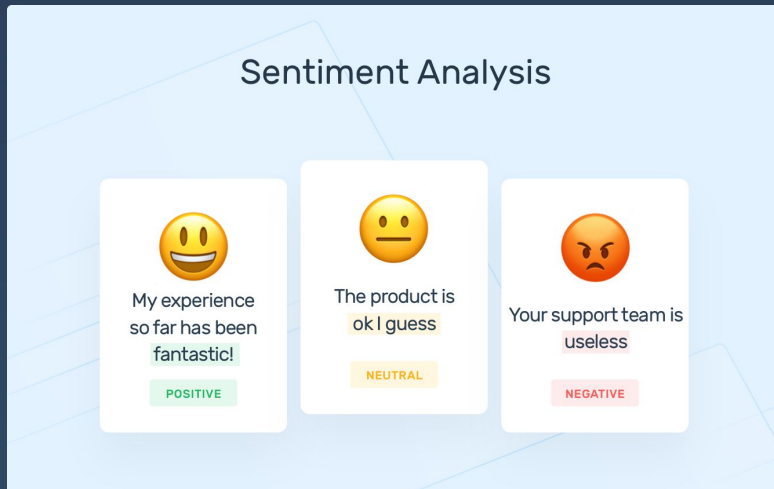 Sentiment Analysis
My experience
so far has been
fantastic!
POSITIVE
The product is
ok I guess
NEUTRAL
Your support team is
useless
NEGATIVE